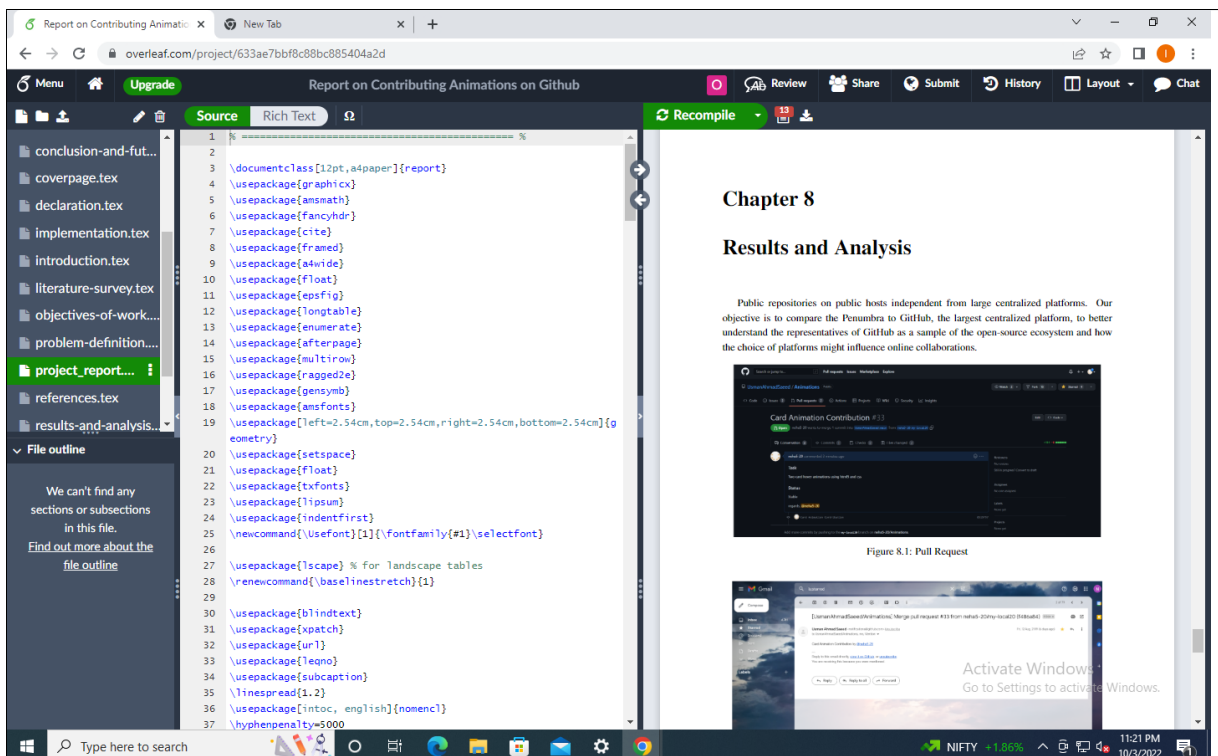 Report on Contributing Animatio
New Tab
overleaf.com/project/633ae7bbf8c88bc885404a2d
Menu
Upgrade
Report on Contributing Animations on Github
O
Review
Share
Submit
History
Layout
Chat
Source
Rich Text
Ω
Recompile
13
conclusion-and-fut...
coverpage.tex
declaration.tex
implementation.tex
introduction.tex
literature-survey.tex
objectives-of-work....
problem-definition....
project_report....
references.tex
results-and-analysis...
File outline
We can't find any
sections or subsections
in this file.
Find out more about the
file outline
1 % ============================================ %
2
3 \documentclass[12pt,a4paper]{report}
4 \usepackage{graphicx}
5 \usepackage{amsmath}
6 \usepackage{fancyhdr}
7 \usepackage{cite}
8 \usepackage{framed}
9 \usepackage{a4wide}
10 \usepackage{float}
11 \usepackage{epsfig}
12 \usepackage{longtable}
13 \usepackage{enumerate}
14 \usepackage{afterpage}
15 \usepackage{multirow}
16 \usepackage{ragged2e}
17 \usepackage{gensymb}
18 \usepackage{amsfonts}
19 \usepackage[left=2.54cm,top=2.54cm,right=2.54cm,bottom=2.54cm]{g
eometry}
20 \usepackage{setspace}
21 \usepackage{float}
22 \usepackage{txfonts}
23 \usepackage{lipsum}
24 \usepackage{indentfirst}
25 \newcommand{\Usefont}[1]{\fontfamily{#1}\selectfont}
26
27 \usepackage{lscape} % for landscape tables
28 \renewcommand{\baselinestretch}{1}
29
30 \usepackage{blindtext}
31 \usepackage{xpatch}
32 \usepackage{url}
33 \usepackage{leqno}
34 \usepackage{subcaption}
35 \linespread{1.2}
36 \usepackage[intoc, english]{nomencl}
37 \hyphenpenalty=5000
Chapter 8
Results and Analysis
Public repositories on public hosts independent from large centralized platforms. Our
objective is to compare the Penumbra to GitHub, the largest centralized platform, to better
understand the representatives of GitHub as a sample of the open-source ecosystem and how
the choice of platforms might influence online collaborations.
UsmanAhmadSaeed / Animations
Card Animation Contribution #33
Open
Figure 8.1: Pull Request
Gmail
Activate Windows
Go to Settings to activate Windows.
Type here to search
NIFTY +1.86%
11:21 PM
10/3/2022